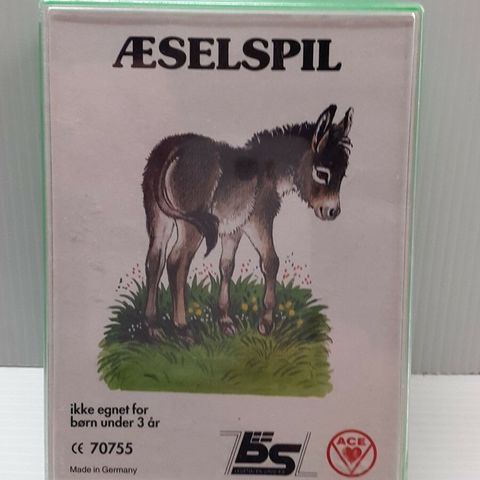 ÆSELSPIL
ikke egnet for
børn under 3 år
CE 70755
Made in Germany
bs
ACE